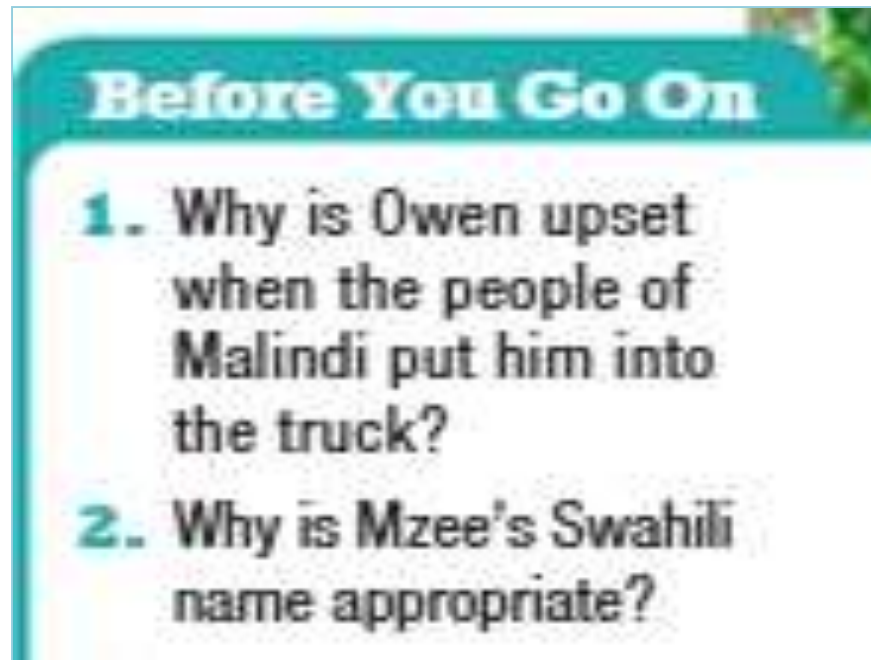 Before You Go On
1. Why is Owen upset
when the people of
Malindi put him into
the truck?
2. Why is Mzee's Swahili
name appropriate?